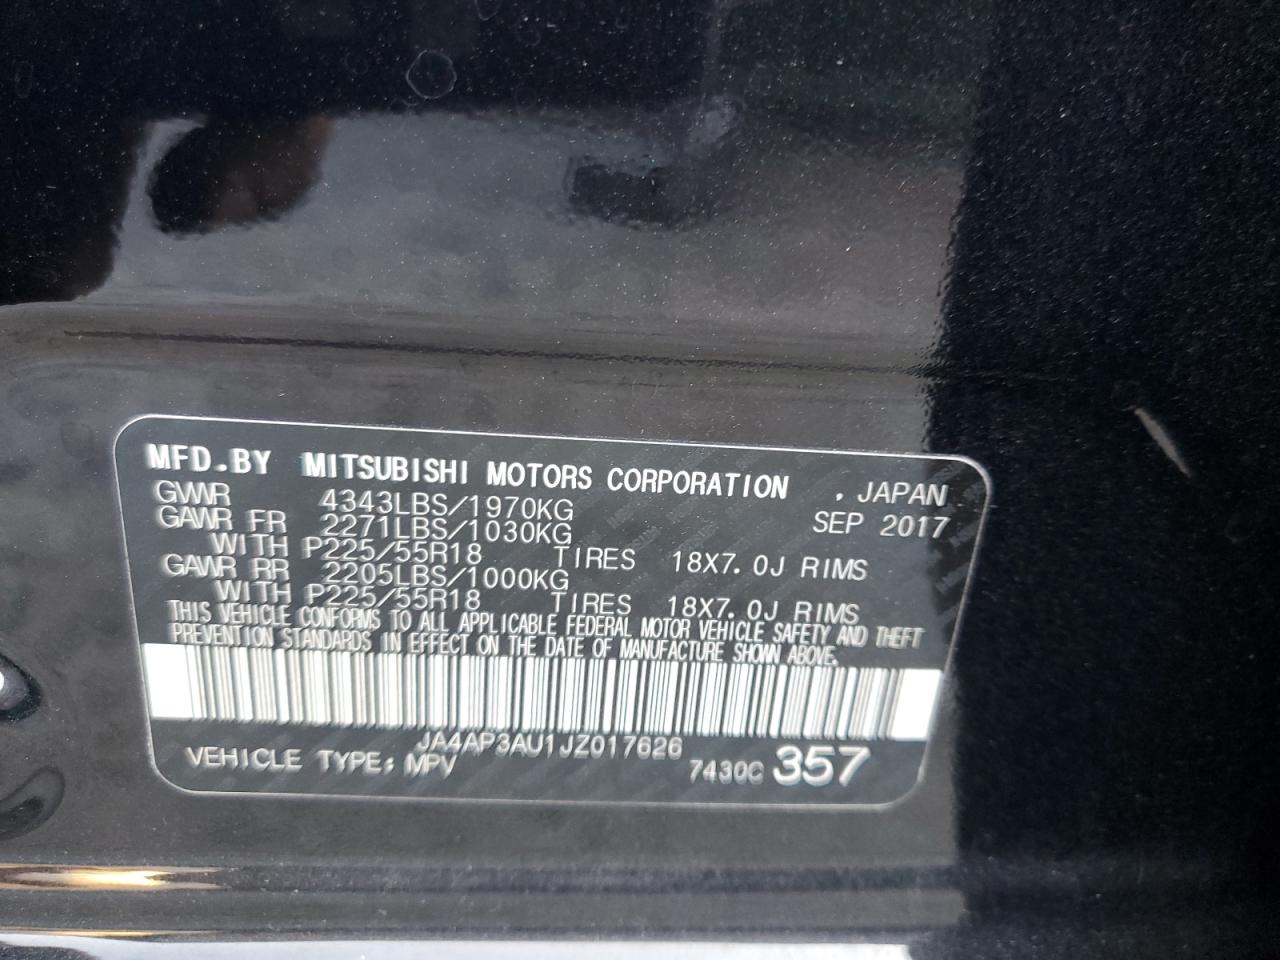 MFD.BY MITSUBISHI MOTORS CORPORATION , JAPAN
GVWR 4343LBS/1970KG SEP 2017
GAWR FR 2271LBS/1030KG
WITH P225/55R18 TIRES 18X7.0J RIMS
GAWR RR 2205LBS/1000KG
WITH P225/55R18 TIRES 18X7.0J RIMS
THIS VEHICLE CONFORMS TO ALL APPLICABLE FEDERAL MOTOR VEHICLE SAFETY AND THEFT
PREVENTION STANDARDS IN EFFECT ON THE DATE OF MANUFACTURE SHOWN ABOVE.
JA4AP3AU1JZ017626
VEHICLE TYPE: MPV 7430C 357